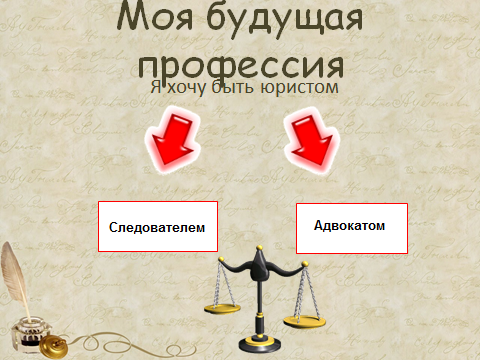 Моя будущая
профессия
Я хочу быть юристом
Следователем
Адвокатом